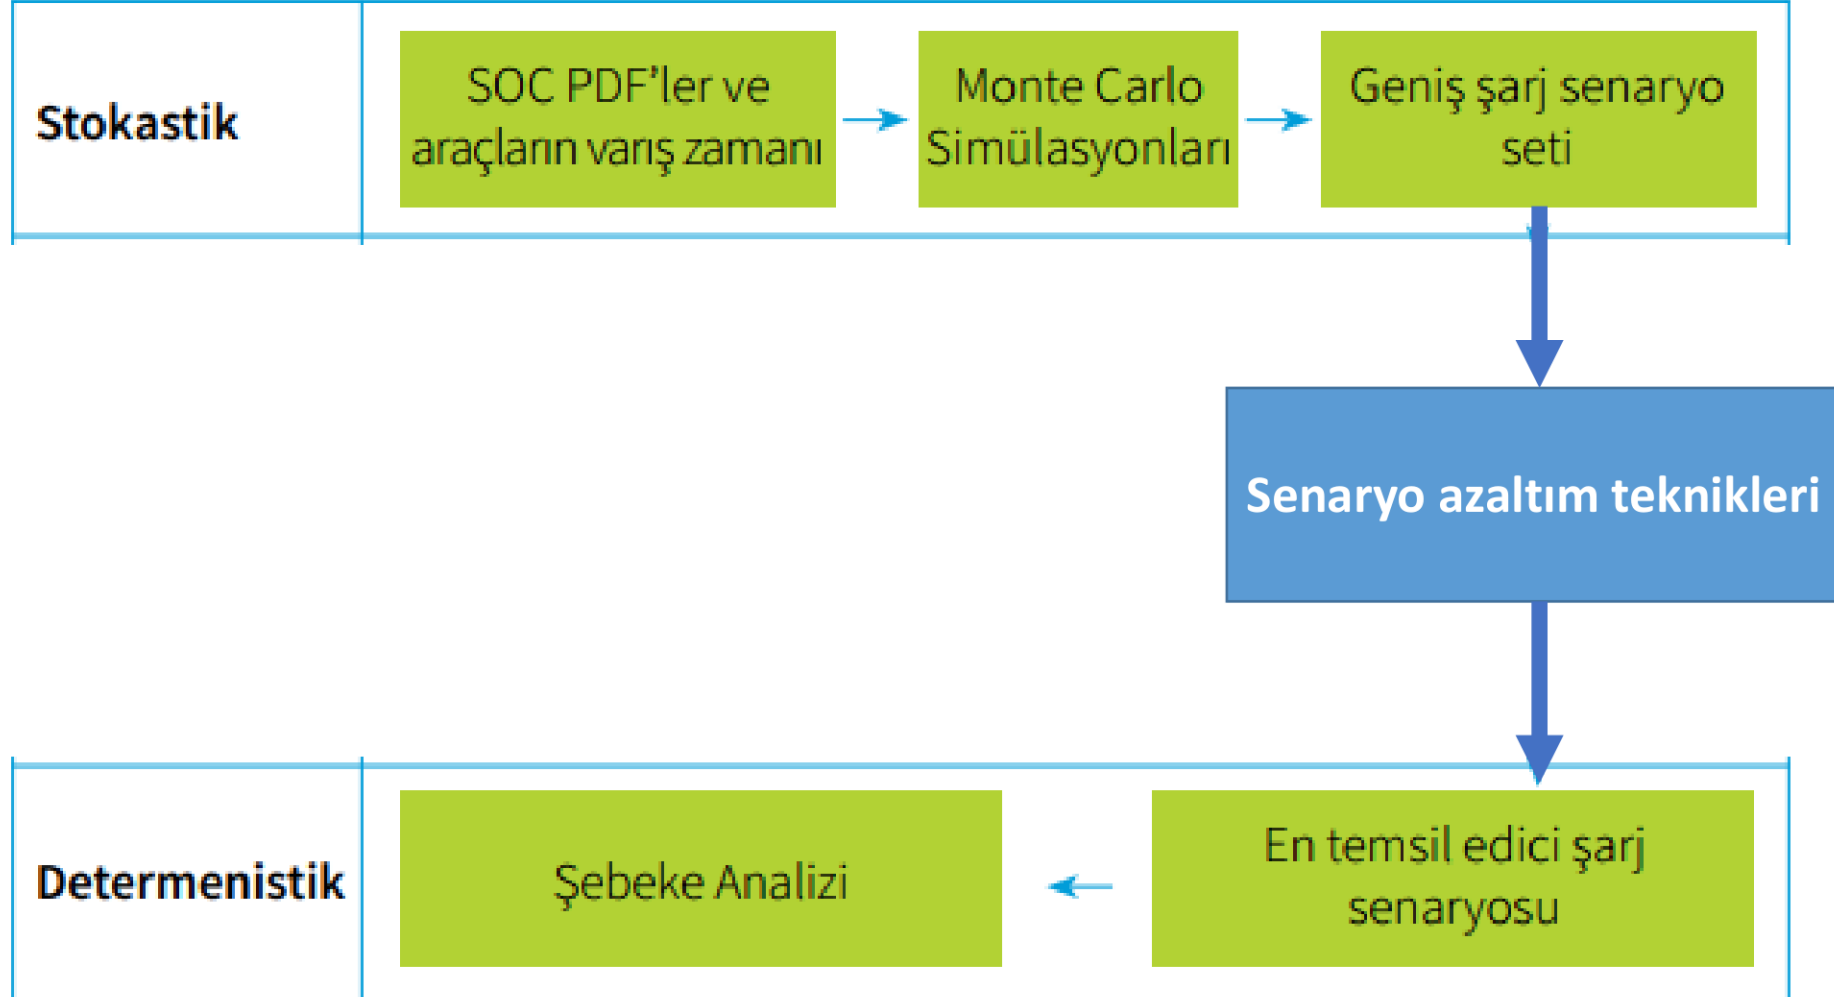 Stokastik
SOC PDF'ler ve
araçların varış zamanı
Monte Carlo
Simülasyonları
Geniş şarj senaryo
seti
Senaryo azaltım teknikleri
Determenistik
Şebeke Analizi
En temsil edici şarj
senaryosu